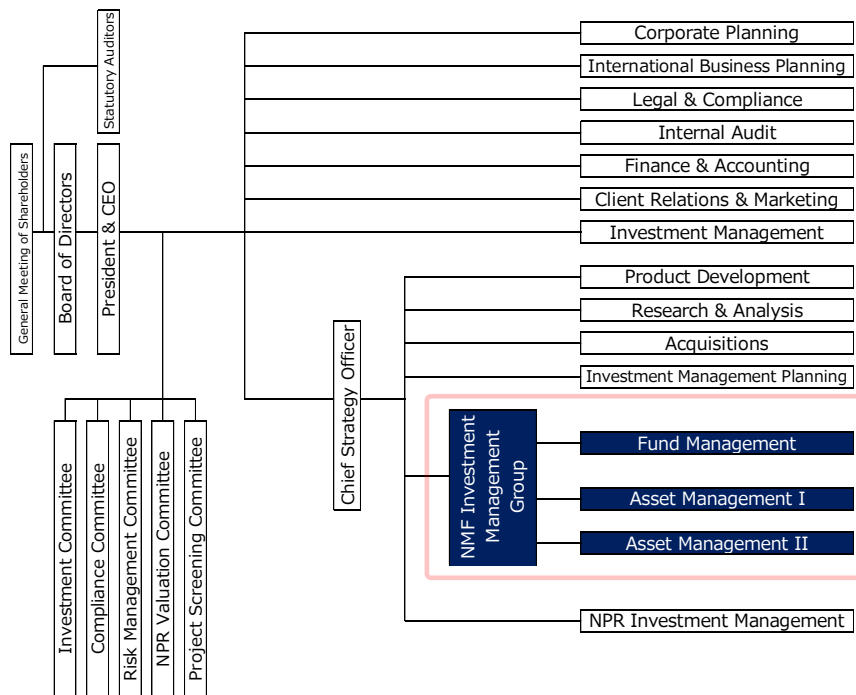 General Meeting of Shareholders
Statutory Auditors
Board of Directors
President & CEO
Corporate Planning
International Business Planning
Legal & Compliance
Internal Audit
Finance & Accounting
Client Relations & Marketing
Investment Management
Chief Strategy Officer
Product Development
Research & Analysis
Acquisitions
Investment Management Planning
NMF Investment
Management
Group
Fund Management
Asset Management I
Asset Management II
NPR Investment Management
Investment Committee
Compliance Committee
Risk Management Committee
NPR Valuation Committee
Project Screening Committee